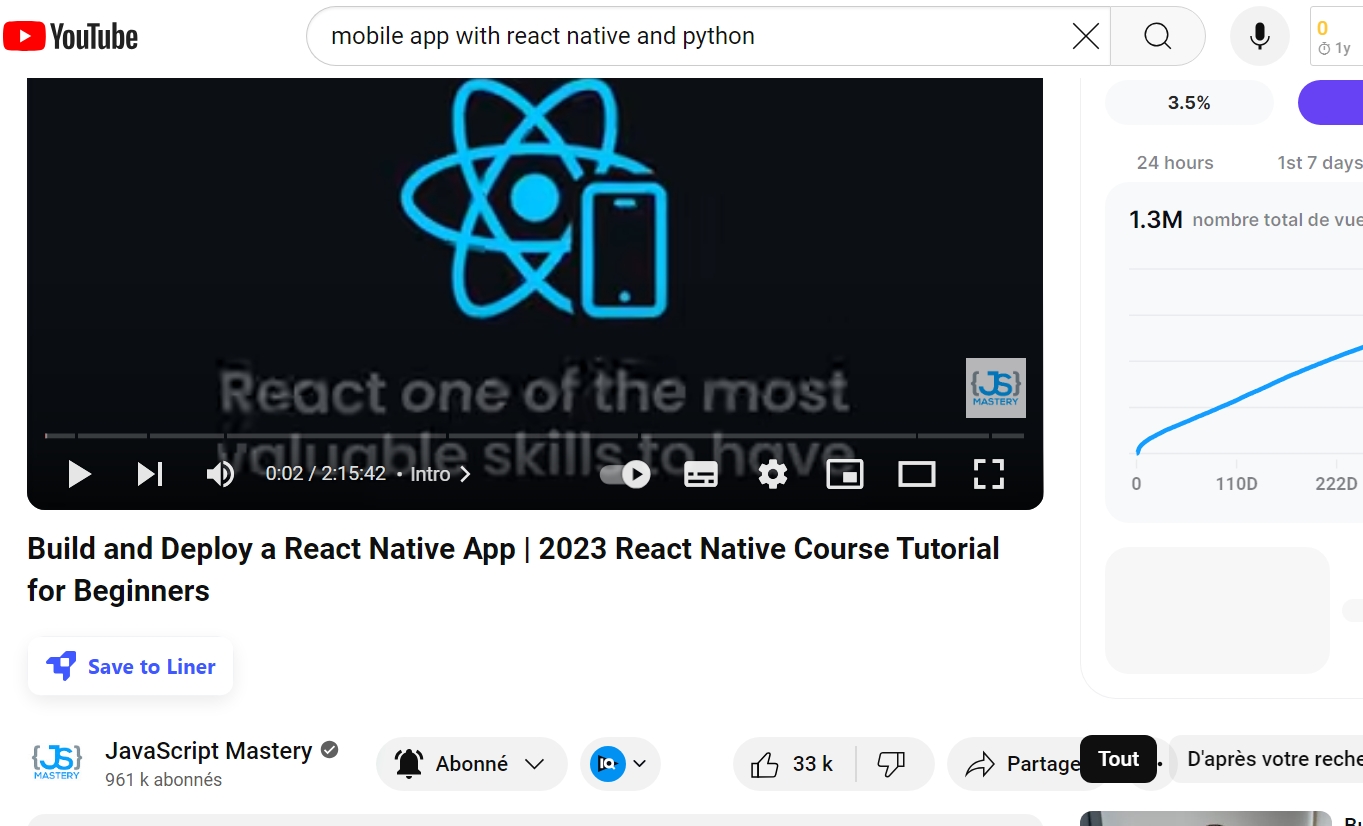 YouTube
mobile app with react native and python
0
1y
3.5%
24 hours
1st 7 days
1.3M nombre total de vue
0
110D
222D
React one of the most
valuable skills to have
{JS}
MASTERY
0:02 / 2:15:42 • Intro
Build and Deploy a React Native App | 2023 React Native Course Tutorial
for Beginners
Save to Liner
{JS}
MASTERY
JavaScript Mastery
961 k abonnés
Abonné
33 k
Partage
Tout
D'après votre reche